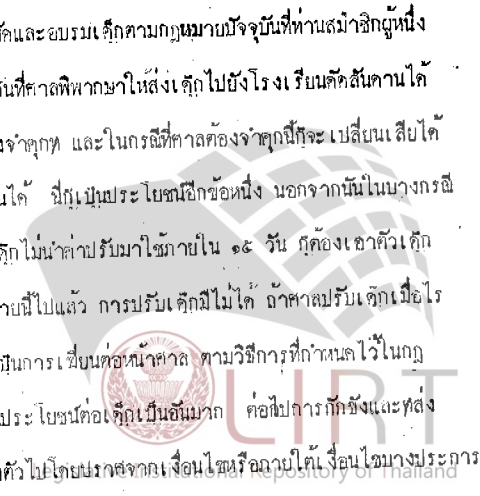 ัดและอบรมเด็กตามกฎหมายปัจจุบันที่ท่านสมาชิกผู้หนึ่ง
ันที่ศาลพิพากษาให้ส่งเด็กไปยังโรงเรียนดัดสันดานได้
งจำคุกฑ และในกรณีที่ศาลต้องจำคุกนี้ก็จะเปลี่ยนเสียได้
นได้ นี่ก็เป็นประโยชน์อีกข้อหนึ่ง นอกจากนั้นในบางกรณี
ด็กไม่นำค่าปรับมาใช้ภายใน ๑๕ วัน ก็ต้องเอาตัวเด็ก
ายนี้ไปแล้ว การปรับเด็กมีไม่ได้ ถ้าศาลปรับเด็กเมื่อไร
ป็นการเฆี่ยนต่อหน้าศาล ตามวิธีการที่กำหนดไว้ในกฎ
ประโยชน์ต่อเด็กเป็นอันมาก ต่อไปการกักขังและฑส่ง
ตัวไปโดยปราศจากเงื่อนไขหรือภายใต้เงื่อนไขบางประการ
LIRT
Legislative Institutional Repository of Thailand